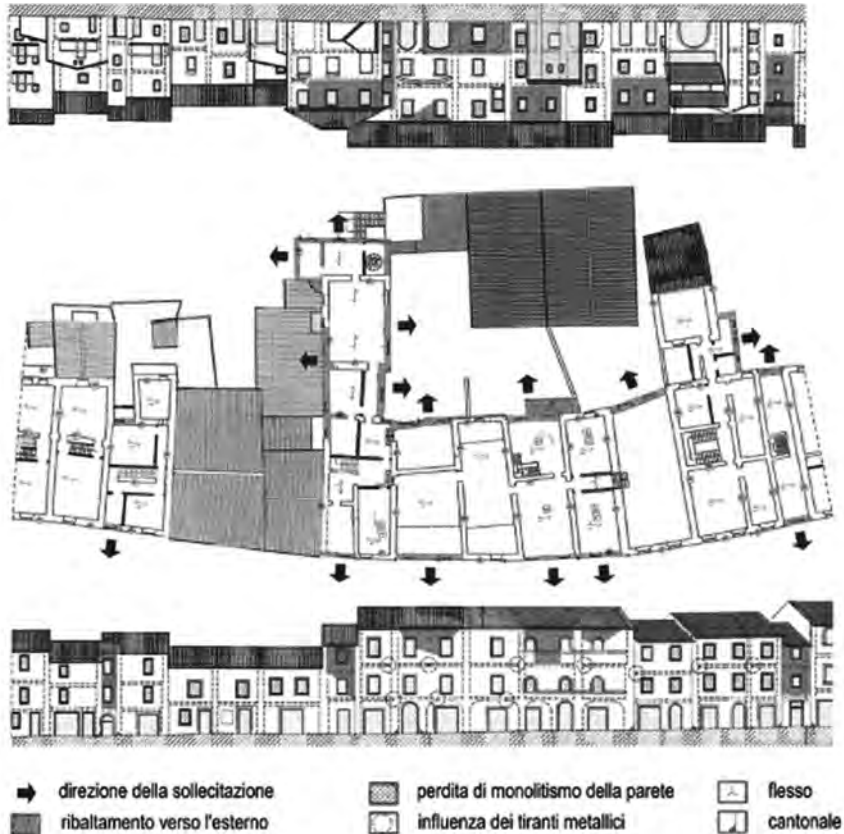 direzione della sollecitazione
perdita di monolitismo della parete
flesso
ribaltamento verso l'esterno
influenza dei tiranti metallici
cantonale